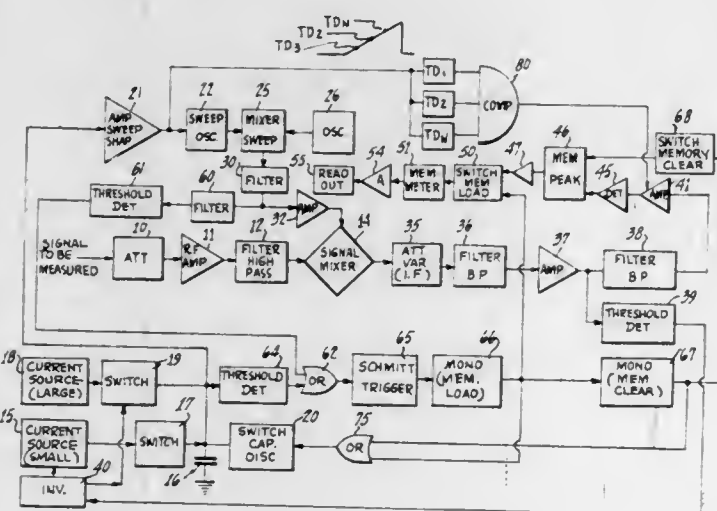 TDN
TD2
TD3
21
AMP
SWEEP
SHAP
22
SWEEP
OSC
25
MIXER
SWEEP
26
OSC
TD1
TD2
TDN
80
COMP
61
THRESHOLD
DET
60
FILTER
30
FILTER
55
READ
OUT
54
A
51
MEM
METER
50
SWITCH
MEM
LOAD
47
46
MEM
PEAK
45
DET
41
AMP
68
SWITCH
MEMORY
CLEAR
32
AMP
SIGNAL
TO BE
MEASURED
10
ATT
11
R.F.
AMP
12
FILTER
HIGH
PASS
14
SIGNAL
MIXER
35
ATT
VAR
(I.F.)
36
FILTER
B.P.
37
AMP
38
FILTER
B.P.
39
THRESHOLD
DET
18
CURRENT
SOURCE
(LARGE)
19
SWITCH
64
THRESHOLD
DET
62
OR
65
SCHMITT
TRIGGER
66
MONO
(MEM.
LOAD)
67
MONO
(MEM
CLEAR)
15
CURRENT
SOURCE
(SMALL)
17
SWITCH
16
20
SWITCH
CAP.
DISC
75
OR
40
INV.